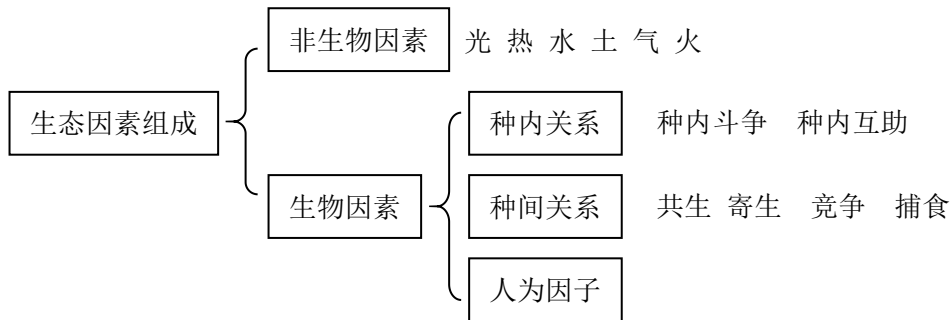 非生物因素 光 热 水 土 气 火
生态因素组成
种内关系 种内斗争 种内互助
生物因素
种间关系 共生 寄生 竞争 捕食
人为因子